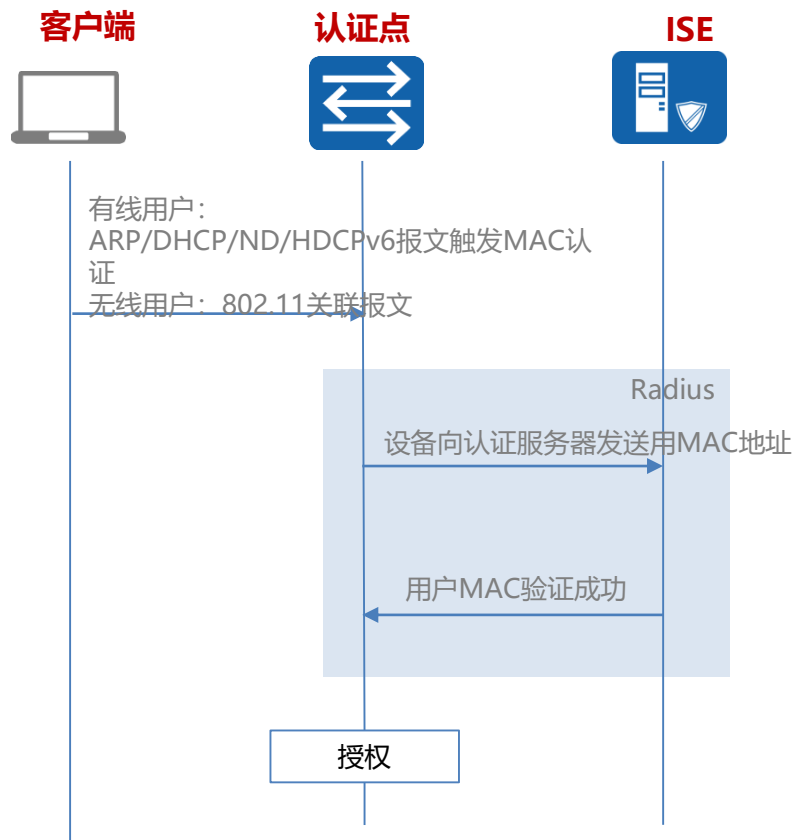 客户端
认证点
ISE
有线用户：
ARP/DHCP/ND/HDCPv6报文触发MAC认
证
无线用户：802.11关联报文
Radius
设备向认证服务器发送用MAC地址
用户MAC验证成功
授权